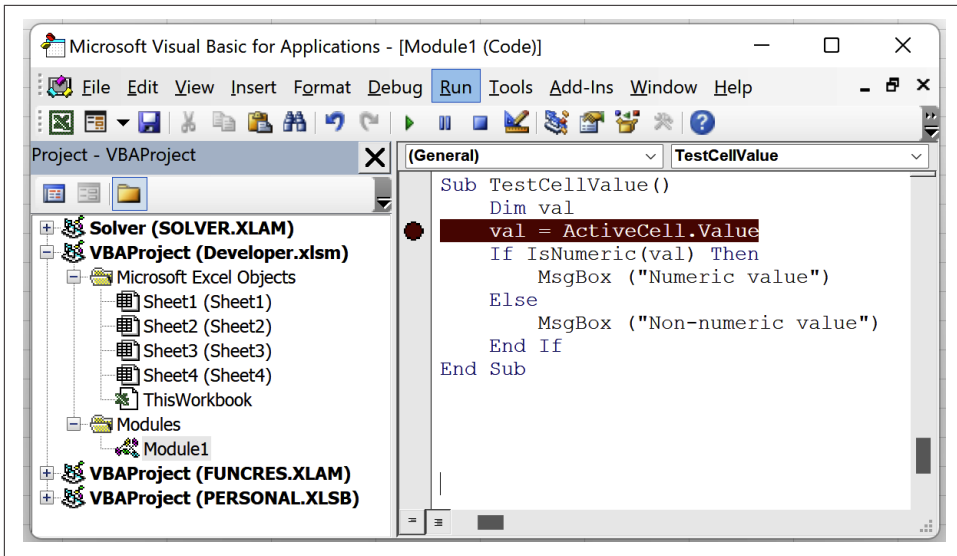 Microsoft Visual Basic for Applications - [Module1 (Code)]
File Edit View Insert Format Debug Run Tools Add-Ins Window Help
Project - VBAProject
Solver (SOLVER.XLAM)
VBAProject (Developer.xlsm)
Microsoft Excel Objects
Sheet1 (Sheet1)
Sheet2 (Sheet2)
Sheet3 (Sheet3)
Sheet4 (Sheet4)
ThisWorkbook
Modules
Module1
VBAProject (FUNCRES.XLAM)
VBAProject (PERSONAL.XLSB)
(General) TestCellValue
Sub TestCellValue()
Dim val
val = ActiveCell.Value
If IsNumeric(val) Then
MsgBox ("Numeric value")
Else
MsgBox ("Non-numeric value")
End If
End Sub